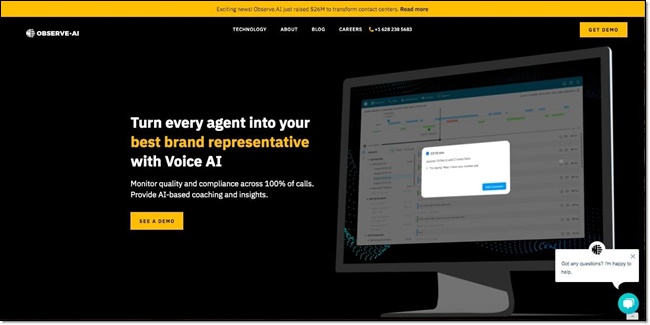 Exciting news! Observe.AI just raised $26M to transform contact centers. Read more
OBSERVE•AI
TECHNOLOGY ABOUT BLOG CAREERS +1 628 238 5683
GET DEMO
Turn every agent into your
best brand representative
with Voice AI
Monitor quality and compliance across 100% of calls.
Provide AI-based coaching and insights.
SEE A DEMO
Got any questions? I'm happy to
help.